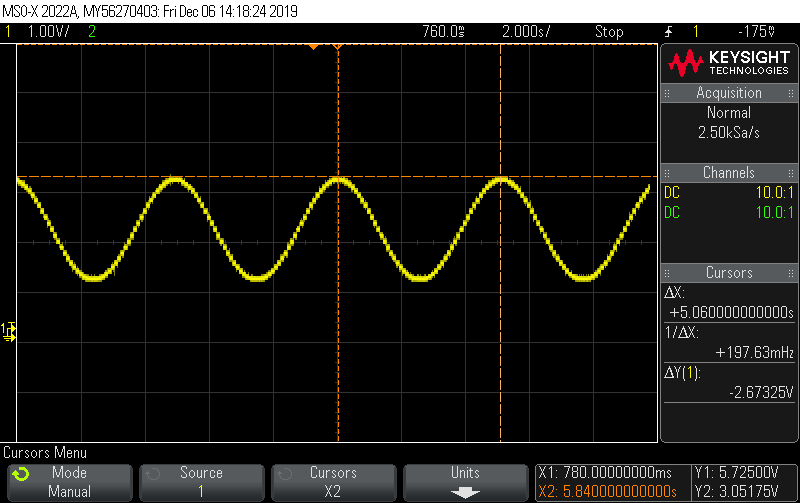 MSO-X 2022A, MY56270403: Fri Dec 06 14:18:24 2019
1 1.00V/ 2 760.0ms 2.000s/ Stop 1 -175mV
KEYSIGHT
TECHNOLOGIES
Acquisition
Normal
2.50kSa/s
Channels
DC 10.0:1
DC 10.0:1
Cursors
ΔX:
+5.060000000000s
1/ΔX:
+197.63mHz
ΔY(1):
-2.67325V
1
Cursors Menu
Mode
Manual
Source
1
Cursors
X2
Units
X1: 780.00000000ms Y1: 5.72500V
X2: 5.840000000000s Y2: 3.05175V